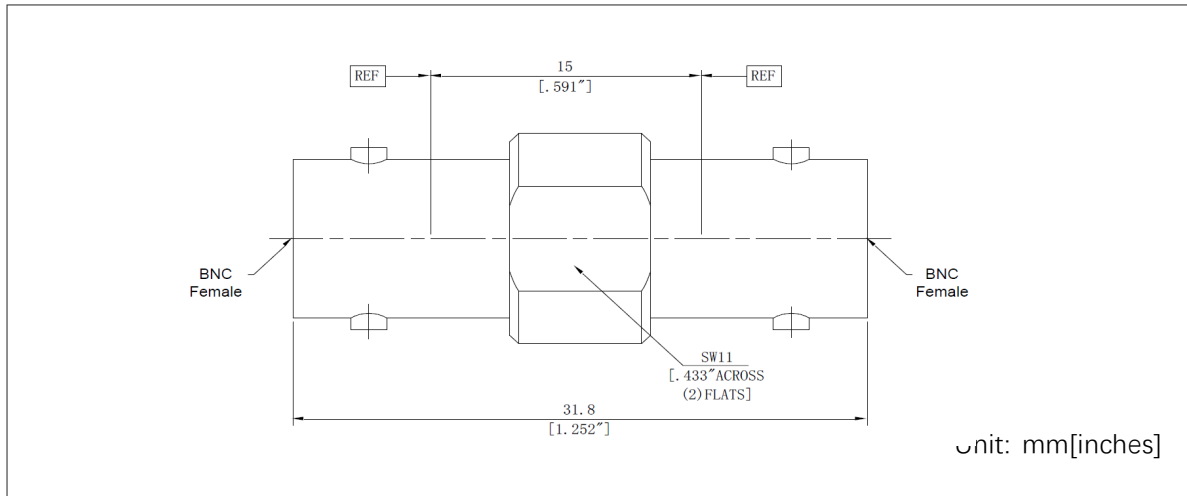 REF
15
[.591"]
REF
BNC
Female
BNC
Female
SW11
[.433"ACROSS
(2)FLATS]
31.8
[1.252"]
mm[inches]